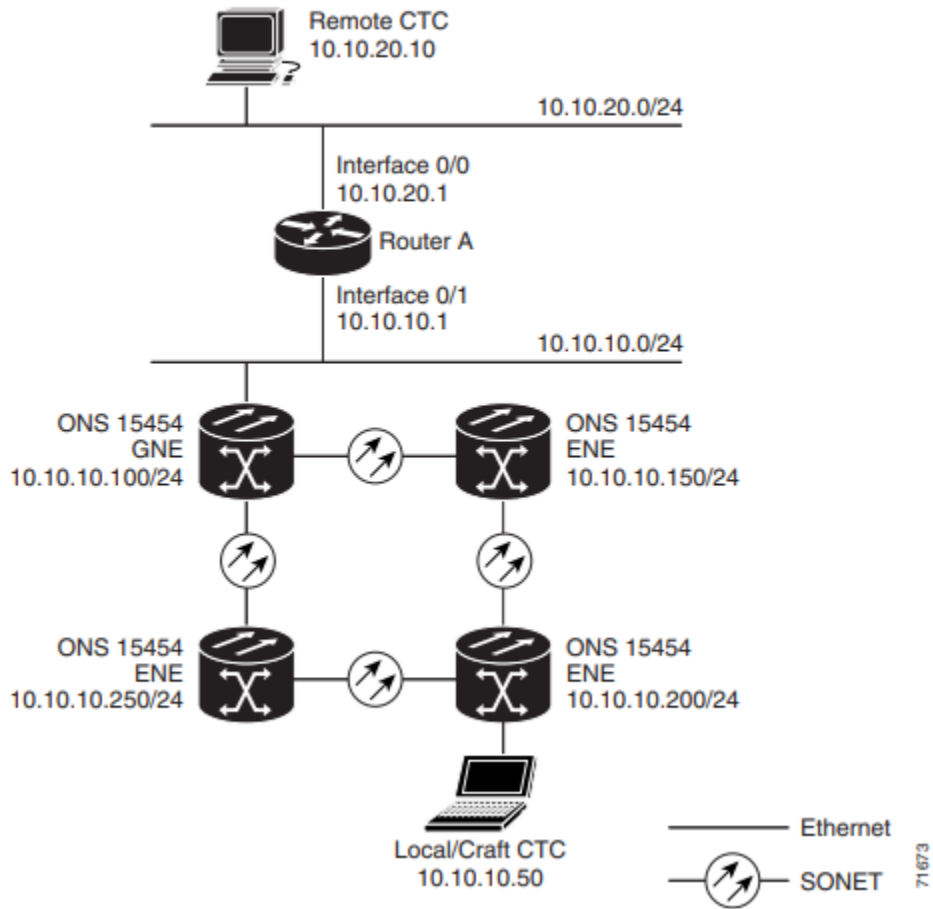 Remote CTC
10.10.20.10
10.10.20.0/24
Interface 0/0
10.10.20.1
Router A
Interface 0/1
10.10.10.1
10.10.10.0/24
ONS 15454
GNE
10.10.10.100/24
ONS 15454
ENE
10.10.10.150/24
ONS 15454
ENE
10.10.10.250/24
ONS 15454
ENE
10.10.10.200/24
Local/Craft CTC
10.10.10.50
Ethernet
SONET
71673